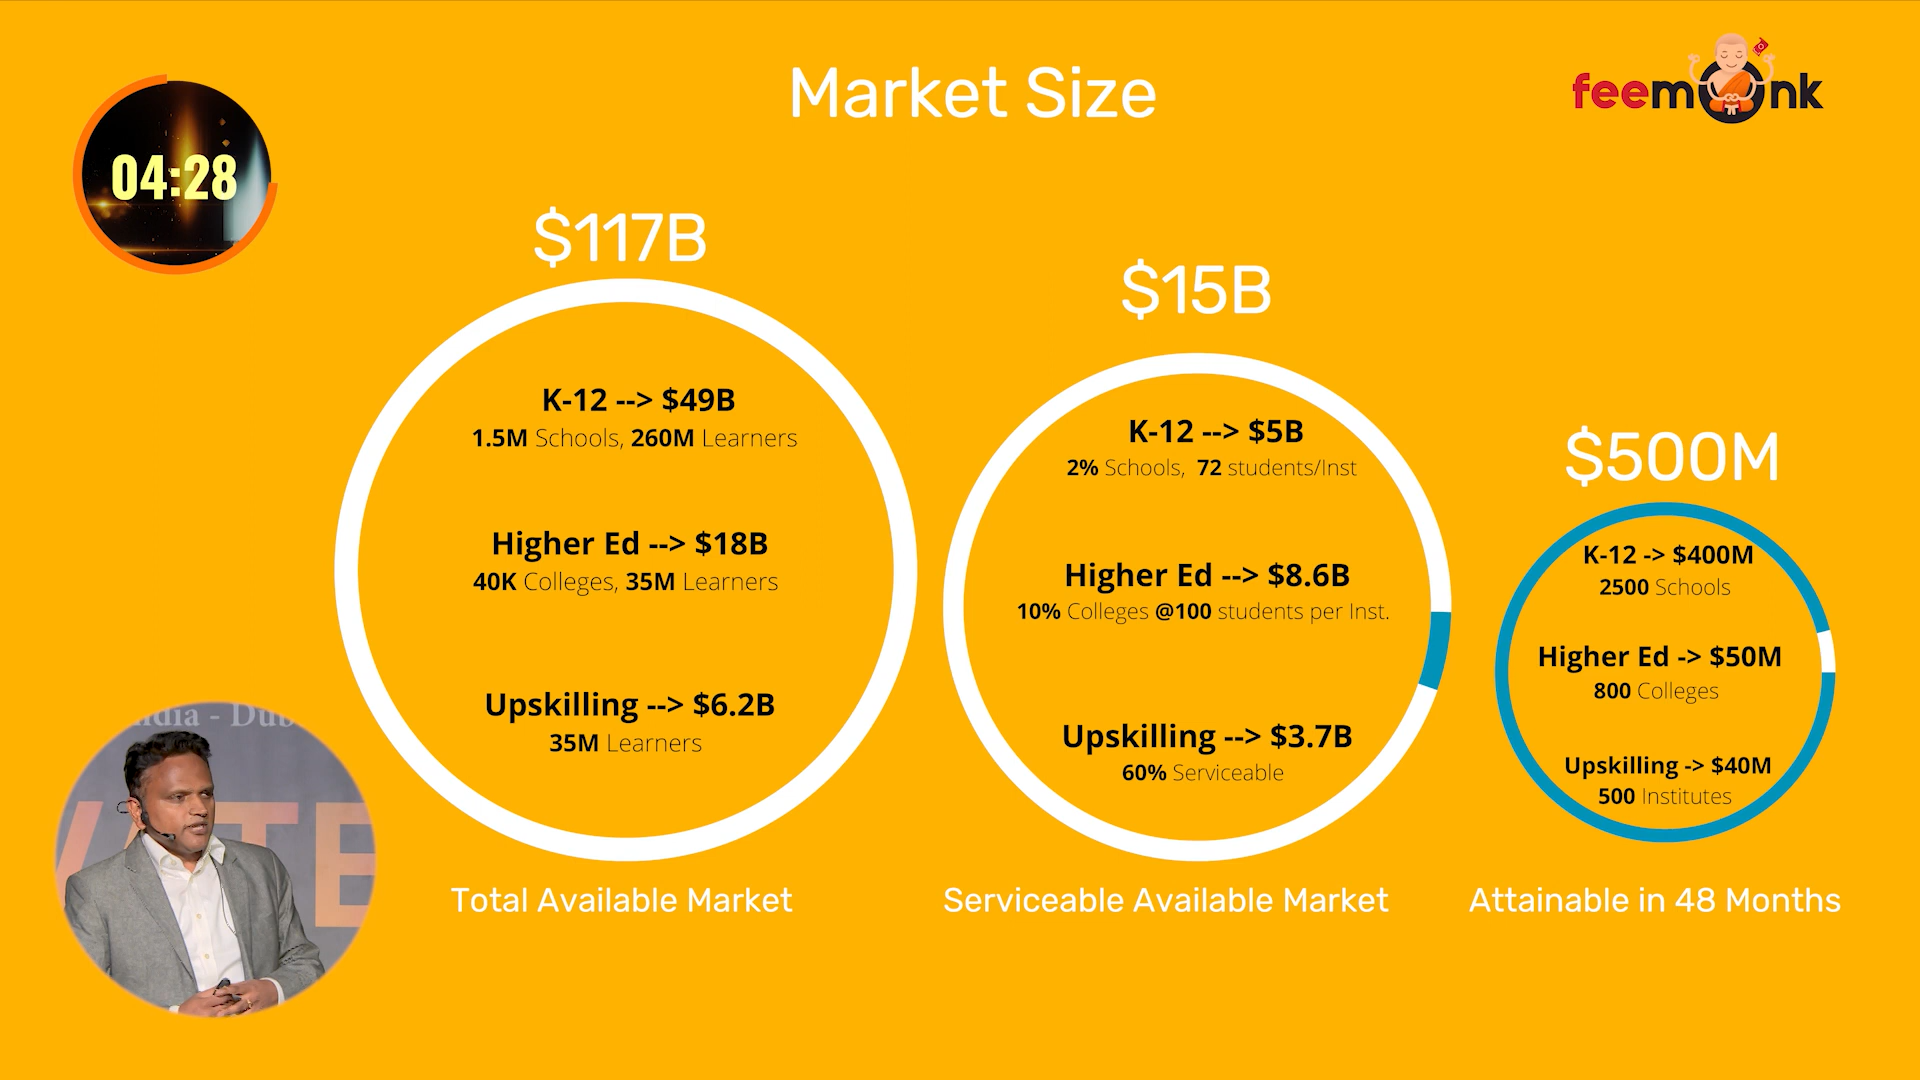 Market Size
feemonk
04:28
$117B
K-12 --> $49B
1.5M Schools, 260M Learners
Higher Ed --> $18B
40K Colleges, 35M Learners
Upskilling --> $6.2B
35M Learners
Total Available Market
$15B
K-12 --> $5B
2% Schools, 72 students/Inst
Higher Ed --> $8.6B
10% Colleges @100 students per Inst.
Upskilling --> $3.7B
60% Serviceable
Serviceable Available Market
$500M
K-12 -> $400M
2500 Schools
Higher Ed -> $50M
800 Colleges
Upskilling -> $40M
500 Institutes
Attainable in 48 Months